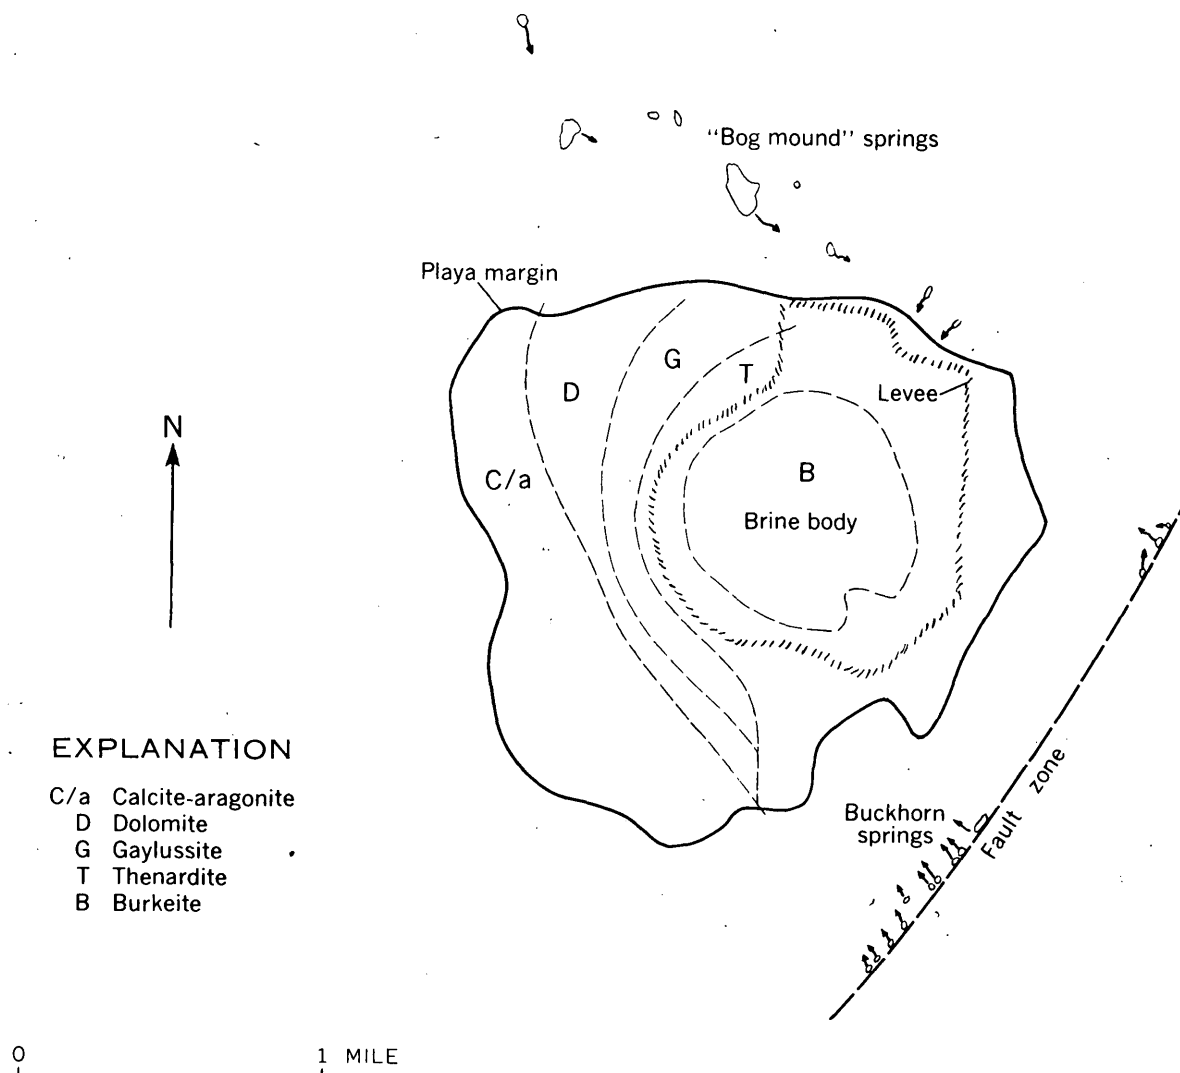 "Bog mound" springs
Playa margin
G
T
D
Levee
N
C/a
B
Brine body
Fault zone
EXPLANATION
C/a Calcite-aragonite
D Dolomite
G Gaylussite
T Thenardite
B Burkeite
Buckhorn
springs
0 1 MILE